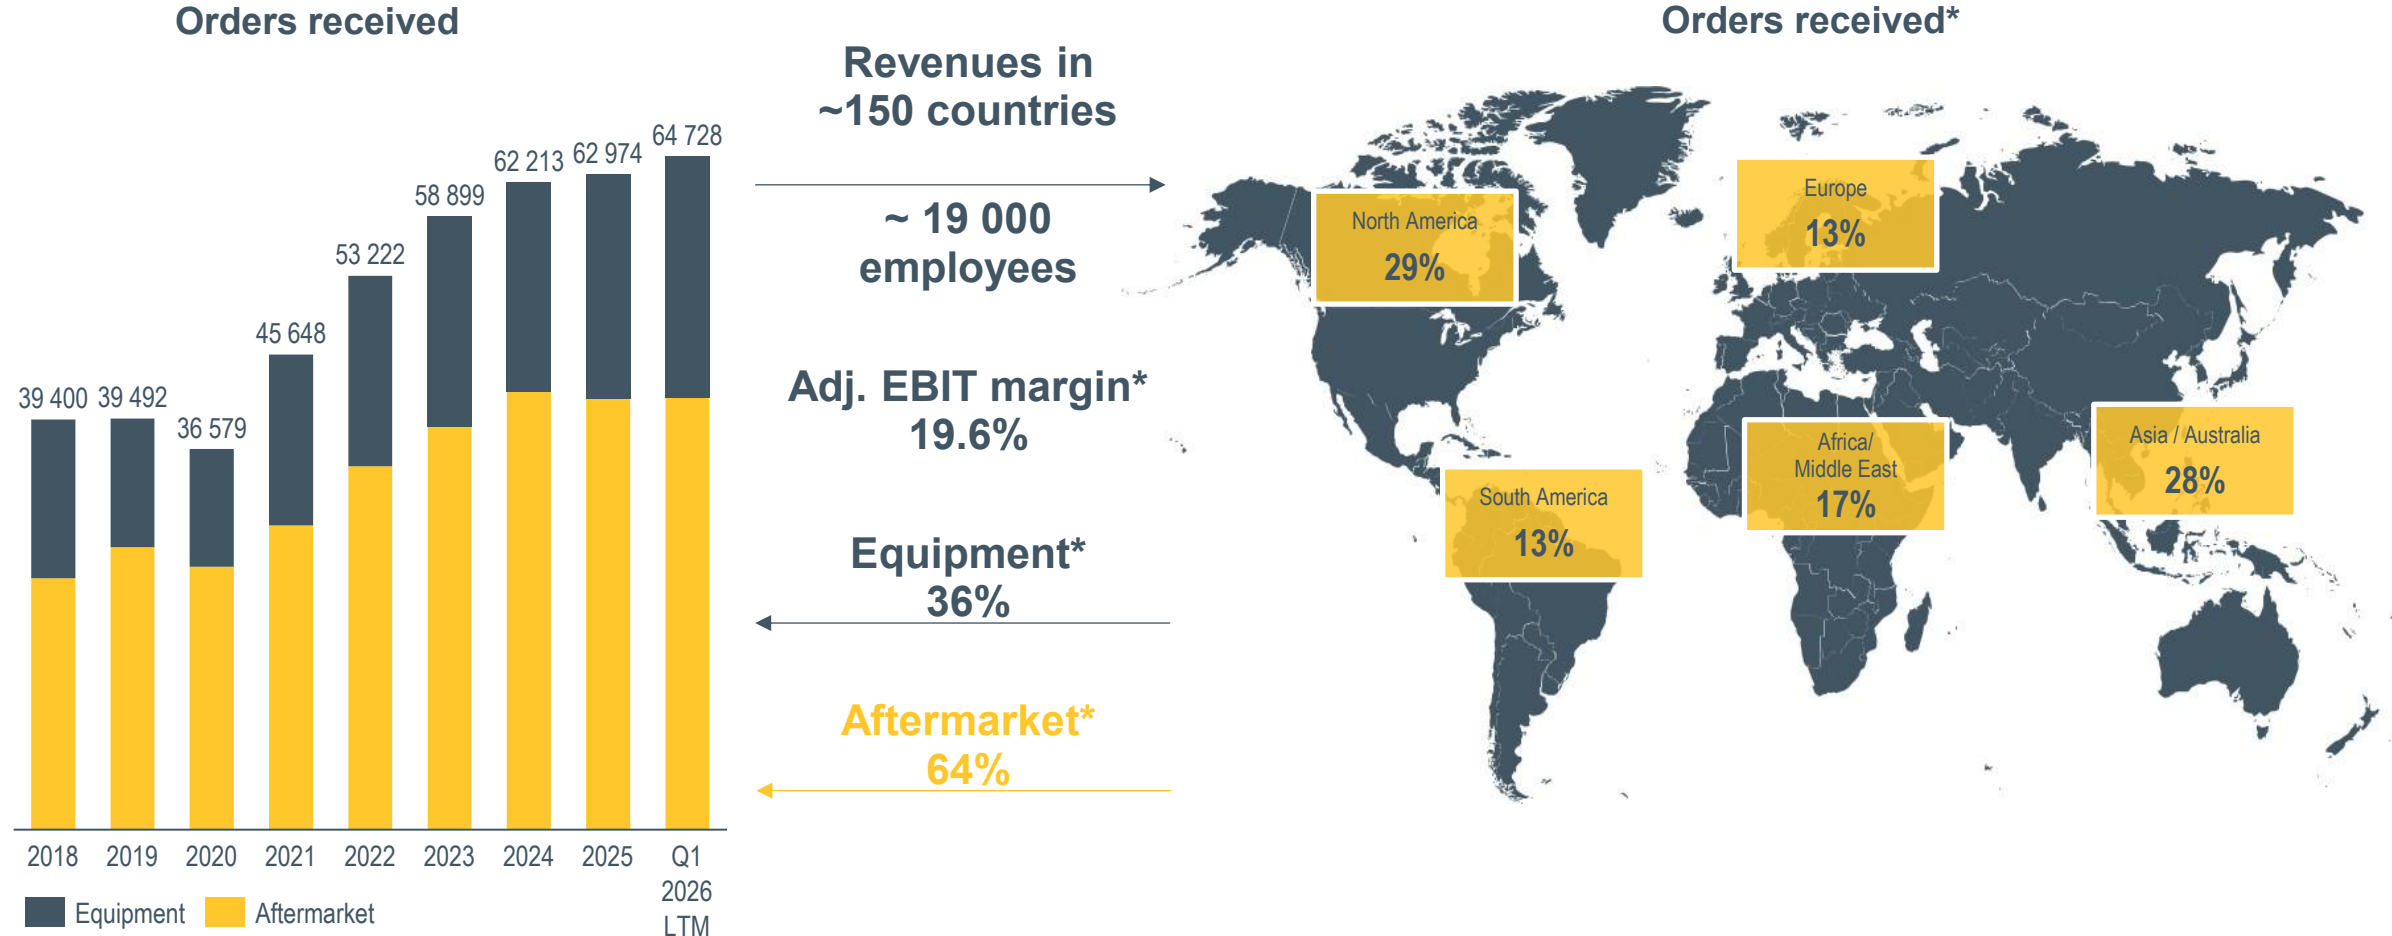 Orders received
39 400
39 492
36 579
45 648
53 222
58 899
62 213
62 974
64 728
2018
2019
2020
2021
2022
2023
2024
2025
Q1
2026
LTM
Equipment
Aftermarket
Revenues in
~150 countries
~ 19 000
employees
Adj. EBIT margin*
19.6%
Equipment*
36%
Aftermarket*
64%
Orders received*
North America
29%
Europe
13%
South America
13%
Africa/
Middle East
17%
Asia / Australia
28%